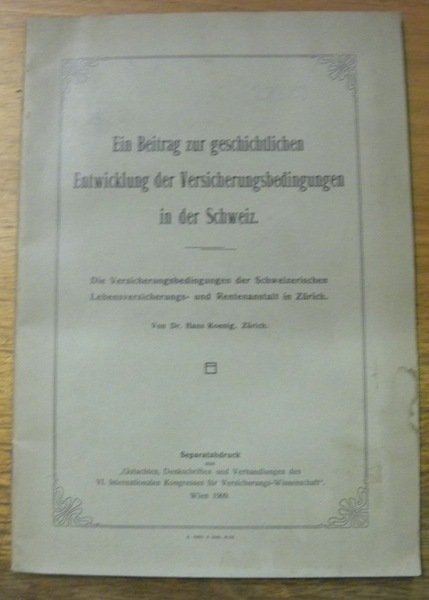 Ein Beitrag zur geschichtlichen
Entwicklung der Versicherungsbedingungen
in der Schweiz.
Die Versicherungsbedingungen der Schweizerischen
Lebensversicherungs- und Rentenanstalt in Zürich.
Von Dr. Hans Koenig, Zürich.
Separatabdruck
aus
„Gutachten, Denkschriften und Verhandlungen des
VI. Internationalen Kongresses für Versicherungs-Wissenschaft“.
Wien 1909.